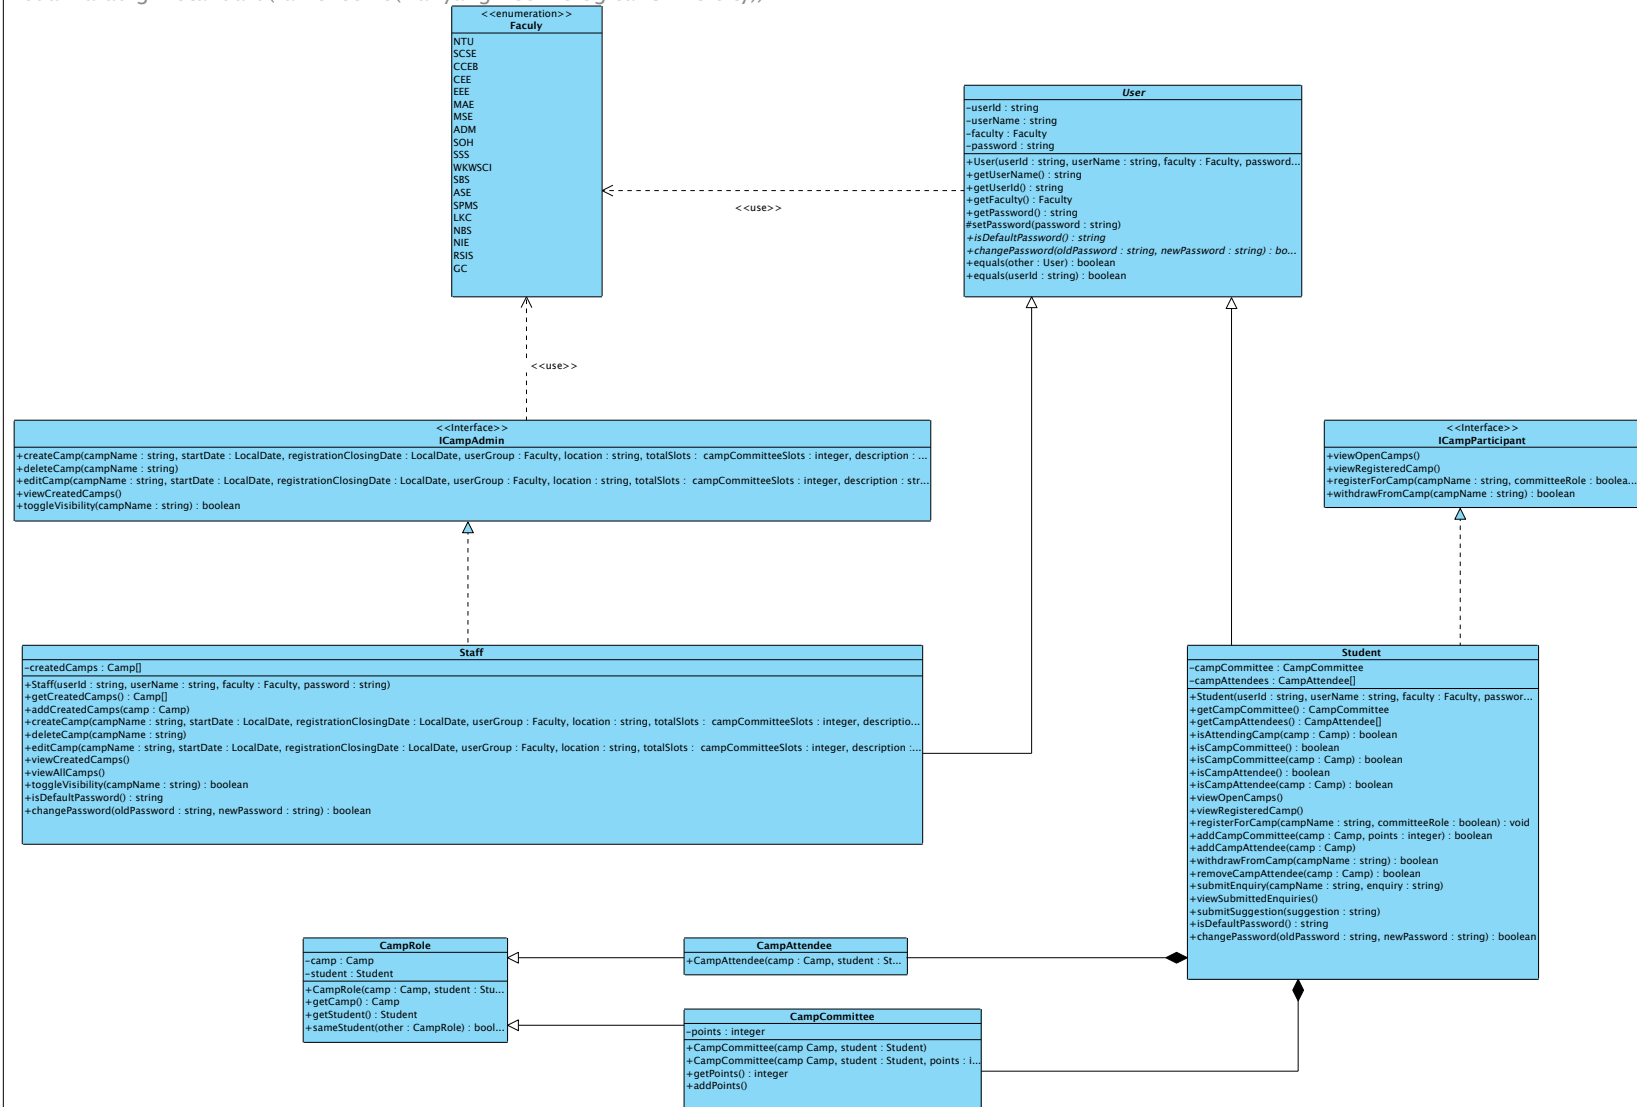 <<enumeration>>
Faculy
NTU
SCSE
CCEB
CEE
EEE
MAE
MSE
ADM
SOH
SSS
WKWSCI
SBS
ASE
SPMS
LKC
NBS
NIE
RSIS
GC
User
-userId : string
-userName : string
-faculty : Faculty
-password : string
+User(userId : string, userName : string, faculty : Faculty, password...
+getUserName() : string
+getUserId() : string
+getFaculty() : Faculty
+getPassword() : string
#setPassword(password : string)
+isDefaultPassword() : string
+changePassword(oldPassword : string, newPassword : string) : bo...
+equals(other : User) : boolean
+equals(userId : string) : boolean
<<use>>
<<use>>
<<Interface>>
ICampAdmin
+createCamp(campName : string, startDate : LocalDate, registrationClosingDate : LocalDate, userGroup : Faculty, location : string, totalSlots :  campCommitteeSlots : integer, description : ...
+deleteCamp(campName : string)
+editCamp(campName : string, startDate : LocalDate, registrationClosingDate : LocalDate, userGroup : Faculty, location : string, totalSlots :  campCommitteeSlots : integer, description : str...
+viewCreatedCamps()
+toggleVisibility(campName : string) : boolean
<<Interface>>
ICampParticipant
+viewOpenCamps()
+viewRegisteredCamp()
+registerForCamp(campName : string, committeeRole : boolea...
+withdrawFromCamp(campName : string) : boolean
Staff
-createdCamps : Camp[]
+Staff(userId : string, userName : string, faculty : Faculty, password : string)
+getCreatedCamps() : Camp[]
+addCreatedCamps(camp : Camp)
+createCamp(campName : string, startDate : LocalDate, registrationClosingDate : LocalDate, userGroup : Faculty, location : string, totalSlots :  campCommitteeSlots : integer, descriptio...
+deleteCamp(campName : string)
+editCamp(campName : string, startDate : LocalDate, registrationClosingDate : LocalDate, userGroup : Faculty, location : string, totalSlots :  campCommitteeSlots : integer, description :...
+viewCreatedCamps()
+viewAllCamps()
+toggleVisibility(campName : string) : boolean
+isDefaultPassword() : string
+changePassword(oldPassword : string, newPassword : string) : boolean
Student
-campCommittee : CampCommittee
-campAttendees : CampAttendee[]
+Student(userId : string, userName : string, faculty : Faculty, passwor...
+getCampCommittee() : CampCommittee
+getCampAttendees() : CampAttendee[]
+isAttendingCamp(camp : Camp) : boolean
+isCampCommittee() : boolean
+isCampCommittee(camp : Camp) : boolean
+isCampAttendee() : boolean
+isCampAttendee(camp : Camp) : boolean
+viewOpenCamps()
+viewRegisteredCamp()
+registerForCamp(campName : string, committeeRole : boolean) : void
+addCampCommittee(camp : Camp, points : integer) : boolean
+addCampAttendee(camp : Camp)
+withdrawFromCamp(campName : string) : boolean
+removeCampAttendee(camp : Camp) : boolean
+submitEnquiry(campName : string, enquiry : string)
+viewSubmittedEnquiries()
+submitSuggestion(suggestion : string)
+isDefaultPassword() : string
+changePassword(oldPassword : string, newPassword : string) : boolean
CampRole
-camp : Camp
-student : Student
+CampRole(camp : Camp, student : Stu...
+getCamp() : Camp
+getStudent() : Student
+sameStudent(other : CampRole) : bool...
CampAttendee
+CampAttendee(camp : Camp, student : St...
CampCommittee
-points : integer
+CampCommittee(camp Camp, student : Student)
+CampCommittee(camp Camp, student : Student, points : i...
+getPoints() : integer
+addPoints()